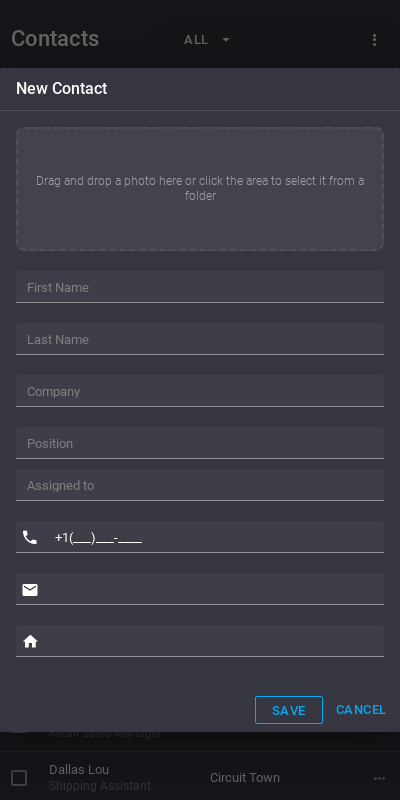 Contacts
ALL
New Contact
Drag and drop a photo here or click the area to select it from a
folder
First Name
Last Name
Company
Position
Assigned to
+1(___)___-____
SAVE
CANCEL
Retail Sales Manager
Dallas Lou
Circuit Town
Shipping Assistant